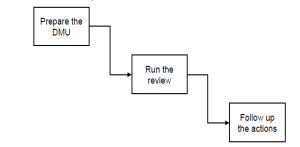 Prepare the
DMU
Run the
review
Follow up
the actions